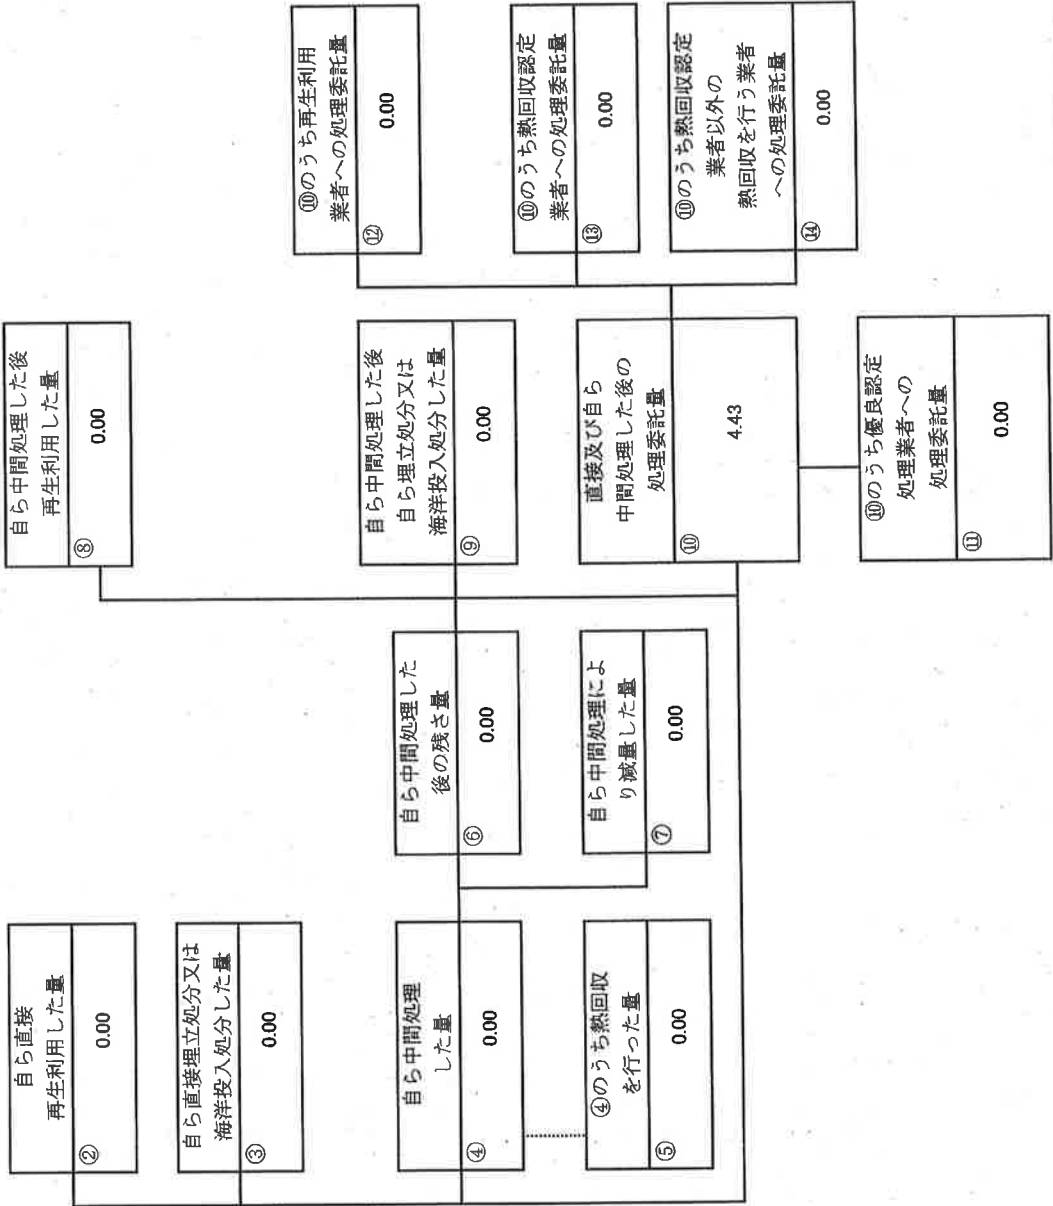 自ら直接
再生利用した量
②
0.00
自ら直接埋立処分又は
海洋投入処分した量
③
0.00
自ら中間処理
した量
④
0.00
④のうち熱回収
を行った量
⑤
0.00
自ら中間処理した
後の残さ量
⑥
0.00
自ら中間処理によ
り減量した量
⑦
0.00
自ら中間処理した後
再生利用した量
⑧
0.00
自ら中間処理した後
自ら埋立処分又は
海洋投入処分した量
⑨
0.00
直接及び自ら
中間処理した後の
処理委託量
⑩
4.43
⑩のうち優良認定
処理業者への
処理委託量
⑪
0.00
⑩のうち再生利用
業者への処理委託量
⑫
0.00
⑩のうち熱回収認定
業者への処理委託量
⑬
0.00
⑩のうち熱回収認定
業者以外の
熱回収を行う業者
への処理委託量
⑭
0.00